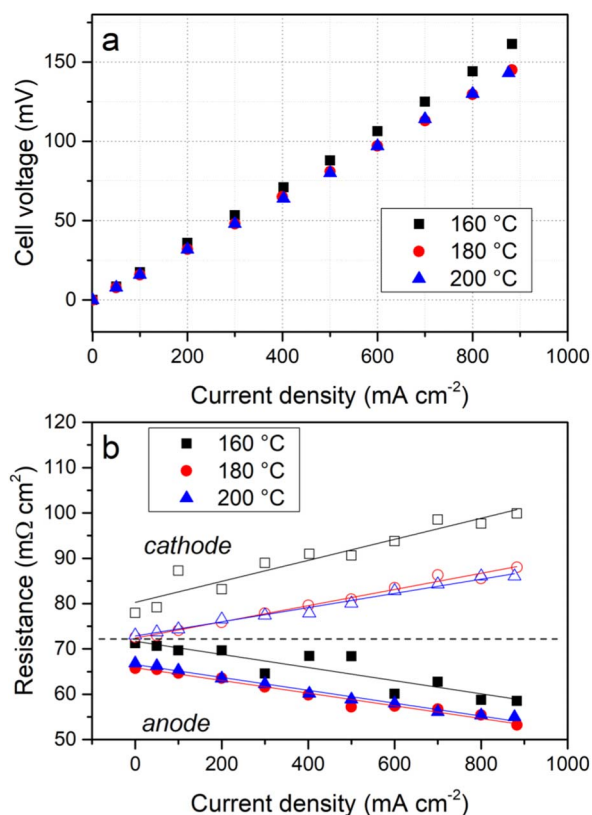 a
150
100
50
0
Cell voltage (mV)
160 °C
180 °C
200 °C
0 200 400 600 800 1000
Current density (mA cm-2)
b
120
110
100
90
80
70
60
50
Resistance (mΩ cm2)
160 °C
180 °C
200 °C
cathode
anode
0 200 400 600 800 1000
Current density (mA cm-2)